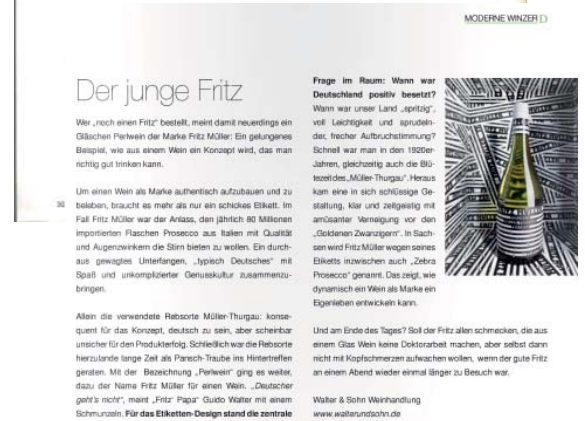 MODERNE WINZER D
Der junge Fritz
Wer „noch einen Fritz“ bestellt, meint damit neuerdings ein
Gläschen Perlwein der Marke Fritz Müller: Ein gelungenes
Beispiel, wie aus einem Wein ein Konzept wird, das man
richtig gut trinken kann.
Um einen Wein als Marke authentisch aufzubauen und zu
beleben, braucht es mehr als nur ein schickes Etikett. Im
Fall Fritz Müller war der Anlass, den jährlich 80 Millionen
importierten Flaschen Prosecco aus Italien mit Qualität
und Augenzwinkern die Stirn bieten zu wollen. Ein durch-
aus gewagtes Unterfangen, „typisch Deutsches“ mit
Spaß und unkomplizierter Genusskultur zusammenzu-
bringen.
Allein die verwendete Rebsorte Müller-Thurgau: konse-
quent für das Konzept, deutsch zu sein, aber scheinbar
unsicher für den Produkterfolg. Schließlich war die Rebsorte
hierzulande lange Zeit als Pansch-Traube ins Hintertreffen
geraten. Mit der Bezeichnung „Perlwein“ ging es weiter,
dazu der Name Fritz Müller für einen Wein. „Deutscher
geht's nicht“, meint „Fritz' Papa“ Guido Walter mit einem
Schmunzeln. Für das Etiketten-Design stand die zentrale
Frage im Raum: Wann war
Deutschland positiv besetzt?
Wann war unser Land „spritzig“,
voll Leichtigkeit und sprudeln-
der, frecher Aufbruchstimmung?
Schnell war man in den 1920er-
Jahren, gleichzeitig auch die Blü-
tezeit des „Müller-Thurgau“. Heraus
kam eine in sich schlüssige Ge-
staltung, klar und zeitgeistig mit
amüsanter Verneigung vor den
„Goldenen Zwanzigern“. In Sach-
sen wird Fritz Müller wegen seines
Etiketts inzwischen auch „Zebra
Prosecco“ genannt. Das zeigt, wie
dynamisch ein Wein als Marke ein
Eigenleben entwickeln kann.
Und am Ende des Tages? Soll der Fritz allen schmecken, die aus
einem Glas Wein keine Doktorarbeit machen, aber selbst dann
nicht mit Kopfschmerzen aufwachen wollen, wenn der gute Fritz
an einem Abend wieder einmal länger zu Besuch war.
Walter & Sohn Weinhandlung
www.walterundsohn.de